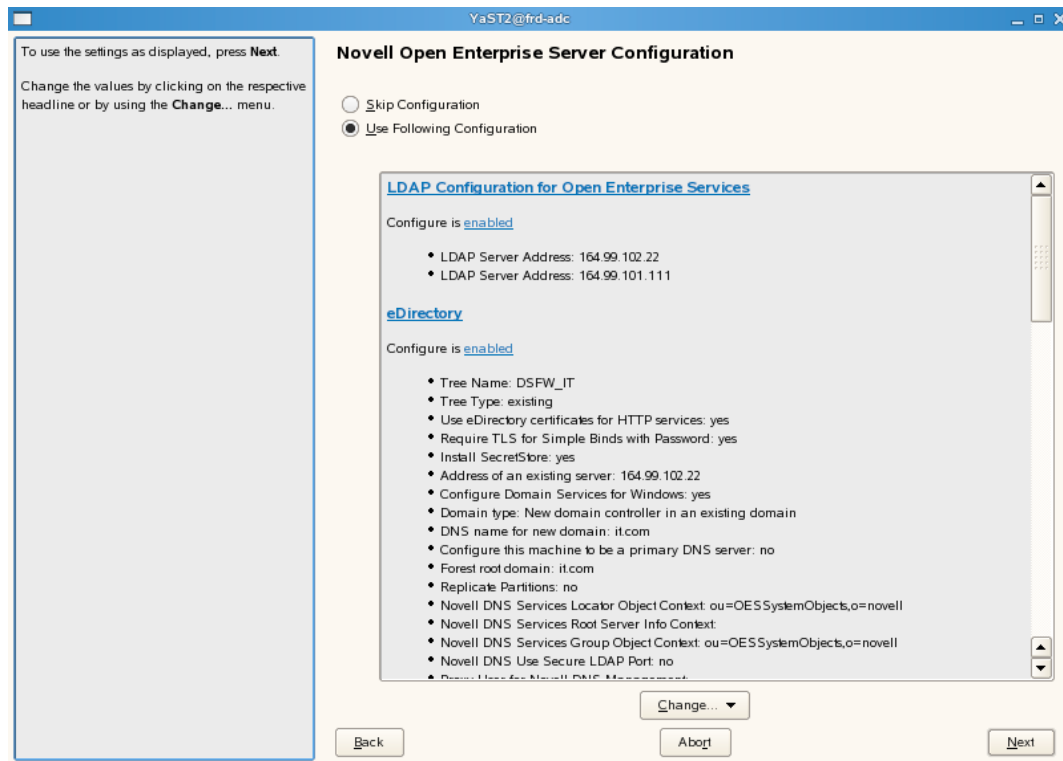 YaST2@frd-adc
To use the settings as displayed, press Next.
Change the values by clicking on the respective
headline or by using the Change... menu.
Novell Open Enterprise Server Configuration
Skip Configuration
Use Following Configuration
LDAP Configuration for Open Enterprise Services
Configure is enabled
• LDAP Server Address: 164.99.102.22
• LDAP Server Address: 164.99.101.111
eDirectory
Configure is enabled
• Tree Name: DSFW_IT
• Tree Type: existing
• Use eDirectory certificates for HTTP services: yes
• Require TLS for Simple Binds with Password: yes
• Install SecretStore: yes
• Address of an existing server: 164.99.102.22
• Configure Domain Services for Windows: yes
• Domain type: New domain controller in an existing domain
• DNS name for new domain: it.com
• Configure this machine to be a primary DNS server: no
• Forest root domain: it.com
• Replicate Partitions: no
• Novell DNS Services Locator Object Context: ou=OESSystemObjects,o=novell
• Novell DNS Services Root Server Info Context:
• Novell DNS Services Group Object Context: ou=OESSystemObjects,o=novell
• Novell DNS Use Secure LDAP Port: no
• Proxy User for Novell DNS Management:
Change...
Back
Abort
Next